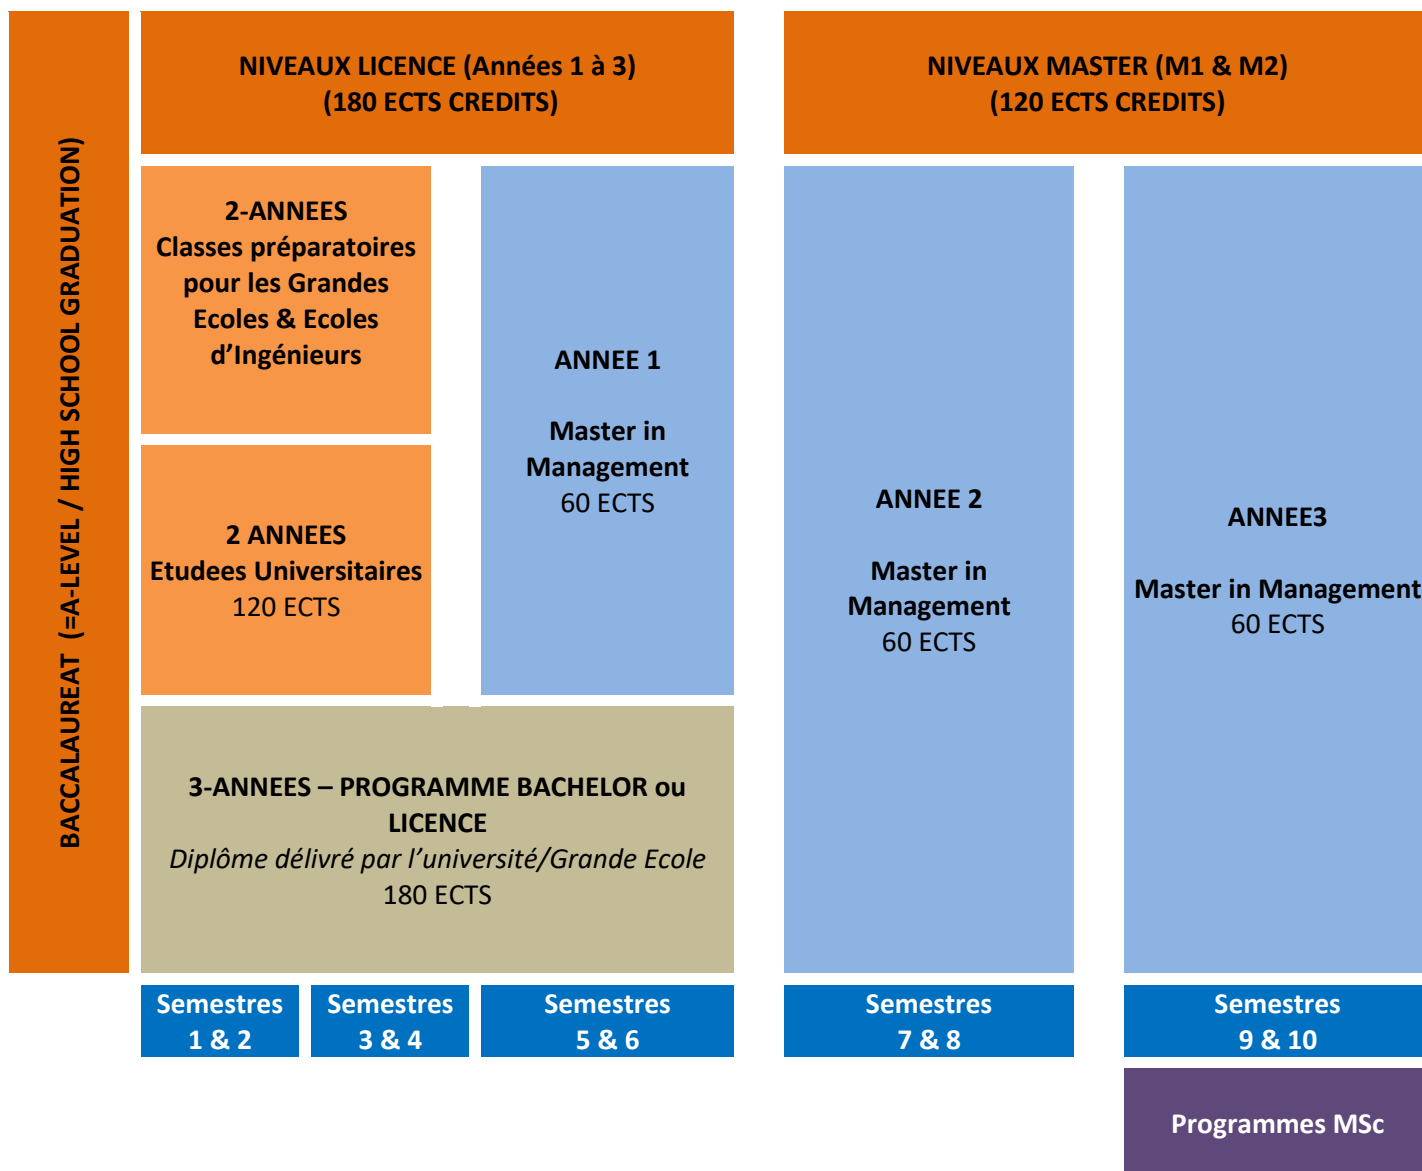 BACCALAUREAT (=A-LEVEL / HIGH SCHOOL GRADUATION)
NIVEAUX LICENCE (Années 1 à 3)
(180 ECTS CREDITS)
NIVEAUX MASTER (M1 & M2)
(120 ECTS CREDITS)
2-ANNEES
Classes préparatoires
pour les Grandes
Ecoles & Ecoles
d’Ingénieurs
2 ANNEES
Etudees Universitaires
120 ECTS
ANNEE 1
Master in
Management
60 ECTS
3-ANNEES – PROGRAMME BACHELOR ou
LICENCE
Diplôme délivré par l’université/Grande Ecole
180 ECTS
ANNEE 2
Master in
Management
60 ECTS
ANNEE3
Master in Management
60 ECTS
Semestres
1 & 2
Semestres
3 & 4
Semestres
5 & 6
Semestres
7 & 8
Semestres
9 & 10
Programmes MSc